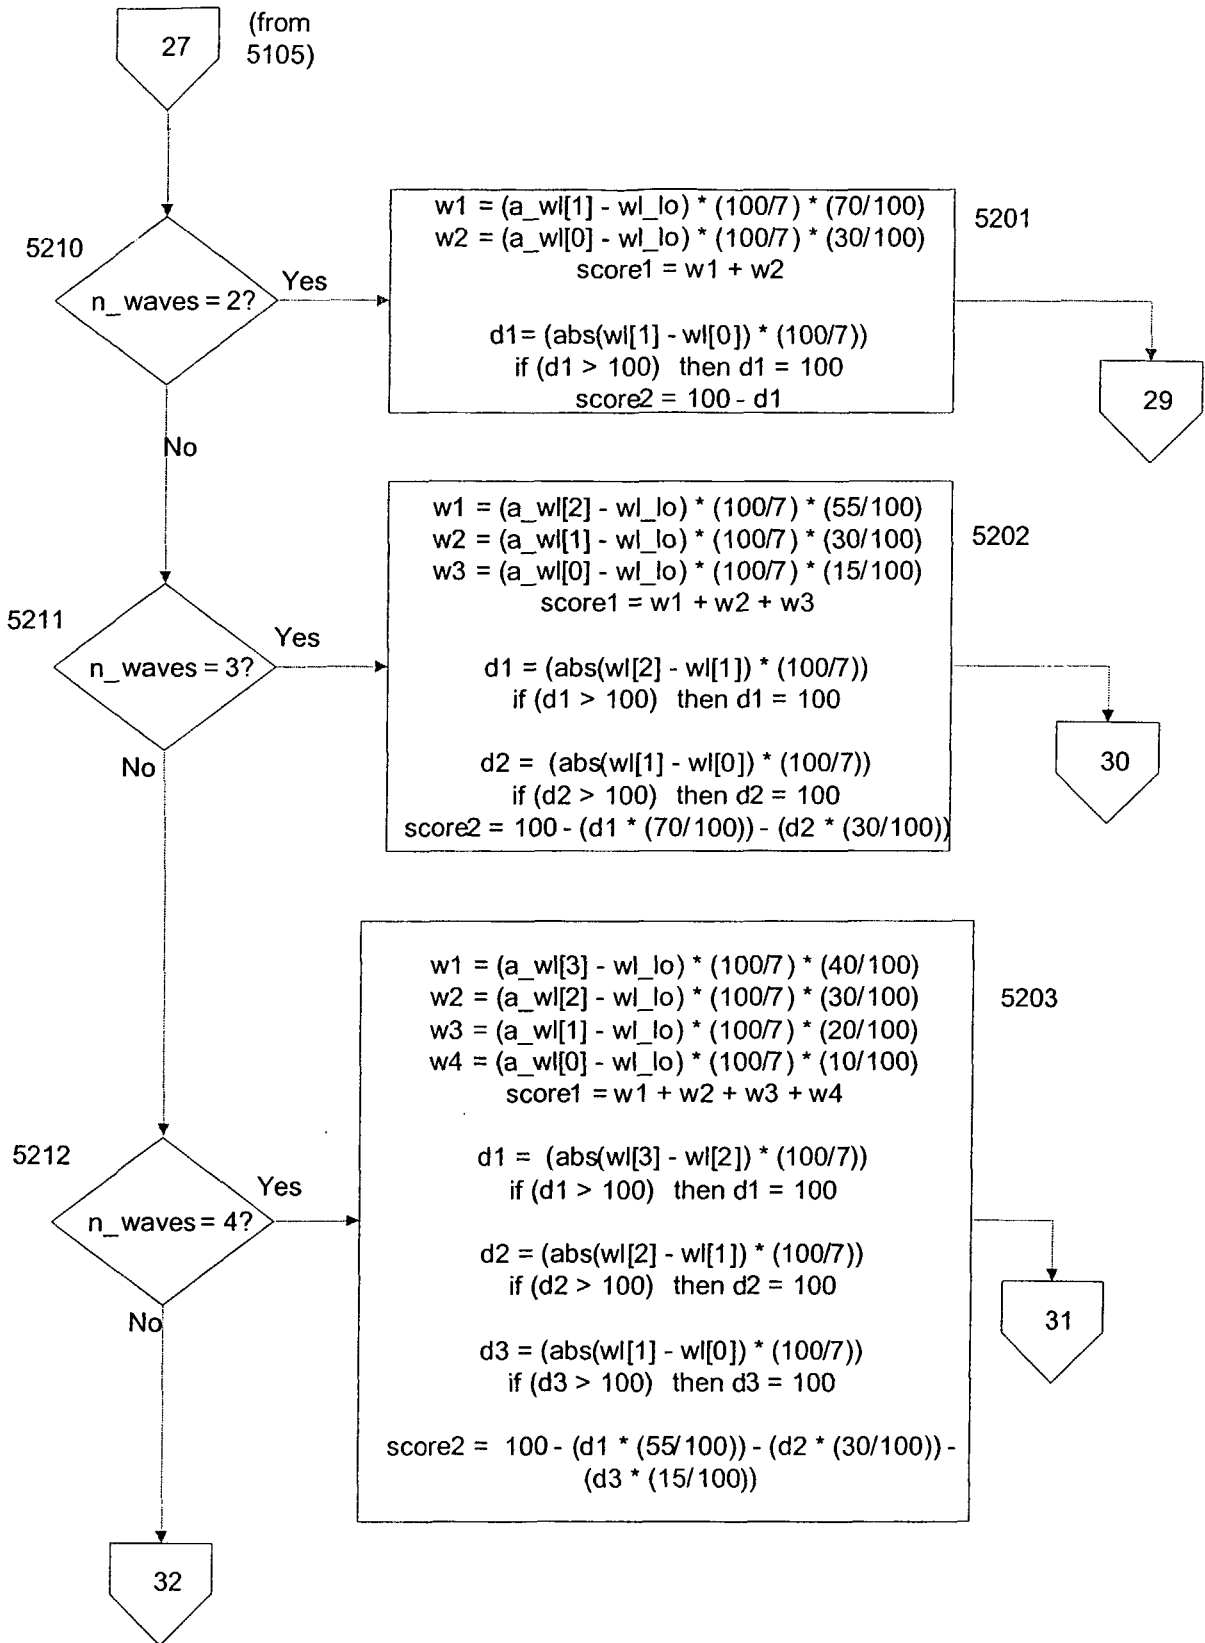 27
(from
5105)
5210
n_waves = 2?
Yes
No
w1 = (a_wl[1] - wl_lo) * (100/7) * (70/100)
w2 = (a_wl[0] - wl_lo) * (100/7) * (30/100)
score1 = w1 + w2
d1= (abs(wl[1] - wl[0]) * (100/7))
if (d1 > 100) then d1 = 100
score2 = 100 - d1
5201
29
5211
n_waves = 3?
Yes
No
w1 = (a_wl[2] - wl_lo) * (100/7) * (55/100)
w2 = (a_wl[1] - wl_lo) * (100/7) * (30/100)
w3 = (a_wl[0] - wl_lo) * (100/7) * (15/100)
score1 = w1 + w2 + w3
d1 = (abs(wl[2] - wl[1]) * (100/7))
if (d1 > 100) then d1 = 100
d2 = (abs(wl[1] - wl[0]) * (100/7))
if (d2 > 100) then d2 = 100
score2 = 100 - (d1 * (70/100)) - (d2 * (30/100))
5202
30
5212
n_waves = 4?
Yes
No
w1 = (a_wl[3] - wl_lo) * (100/7) * (40/100)
w2 = (a_wl[2] - wl_lo) * (100/7) * (30/100)
w3 = (a_wl[1] - wl_lo) * (100/7) * (20/100)
w4 = (a_wl[0] - wl_lo) * (100/7) * (10/100)
score1 = w1 + w2 + w3 + w4
d1 = (abs(wl[3] - wl[2]) * (100/7))
if (d1 > 100) then d1 = 100
d2 = (abs(wl[2] - wl[1]) * (100/7))
if (d2 > 100) then d2 = 100
d3 = (abs(wl[1] - wl[0]) * (100/7))
if (d3 > 100) then d3 = 100
score2 = 100 - (d1 * (55/100)) - (d2 * (30/100)) -
(d3 * (15/100))
5203
31
32